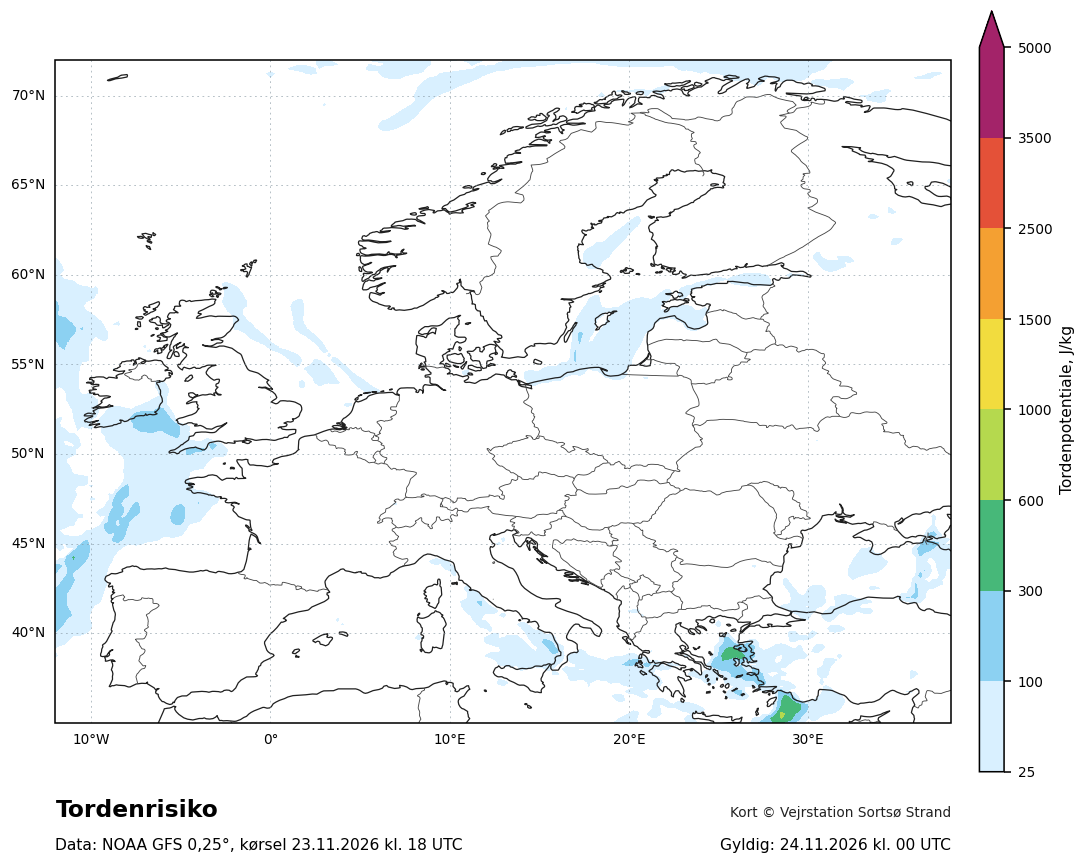 5000
3500
2500
1500
1000
600
300
100
25
Tordenpotentiale, J/kg
70°N
65°N
60°N
55°N
50°N
45°N
40°N
10°W
0°
10°E
20°E
30°E
Tordenrisiko
Kort © Vejrstation Sortsø Strand
Data: NOAA GFS 0,25°, kørsel 23.11.2026 kl. 18 UTC
Gyldig: 24.11.2026 kl. 00 UTC